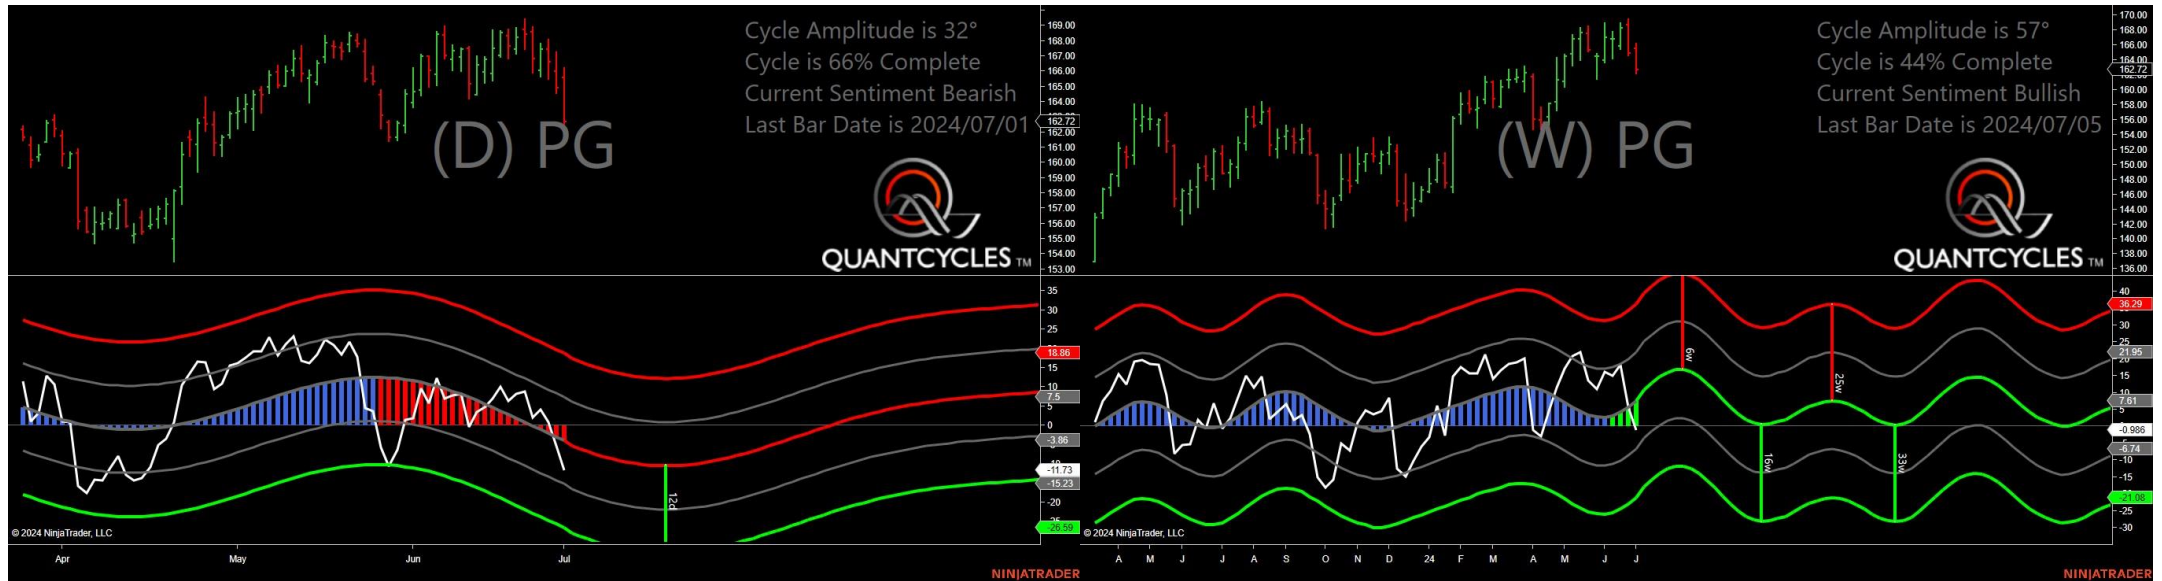 Cycle Amplitude is 32°
Cycle is 66% Complete
Current Sentiment Bearish
Last Bar Date is 2024/07/01
(D) PG
QUANTCYCLES TM
169.00
168.00
167.00
166.00
165.00
164.00
163.00
162.72
162.00
161.00
160.00
159.00
158.00
157.00
156.00
155.00
154.00
153.00
35
30
25
18.86
15
10
7.5
5
0
-3.86
-11.73
-15.23
-20
-26.59
12d
© 2024 NinjaTrader, LLC
Apr
May
Jun
Jul
NINJATRADER
Cycle Amplitude is 57°
Cycle is 44% Complete
Current Sentiment Bullish
Last Bar Date is 2024/07/05
(W) PG
QUANTCYCLES TM
170.00
168.00
166.00
164.00
162.72
160.00
158.00
156.00
154.00
152.00
150.00
148.00
146.00
144.00
142.00
140.00
138.00
136.00
40
36.29
30
25
21.95
15
10
7.61
5
-0.986
-6.74
-10
-15
-21.08
-25
-30
6w
16w
25w
33w
© 2024 NinjaTrader, LLC
A
M
J
J
A
S
O
N
D
24
F
M
A
M
J
J
NINJATRADER